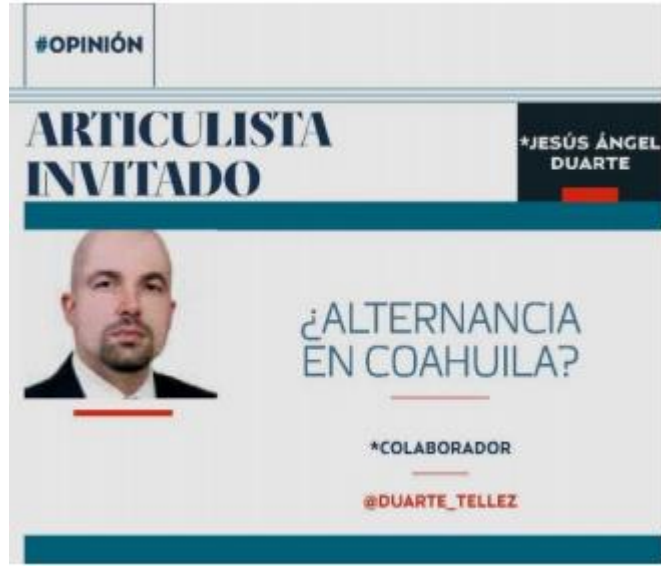 #OPINIÓN
ARTICULISTA
INVITADO
*JESÚS ÁNGEL
DUARTE
¿ALTERNANCIA
EN COAHUILA?
*COLABORADOR
@DUARTE_TELLEZ